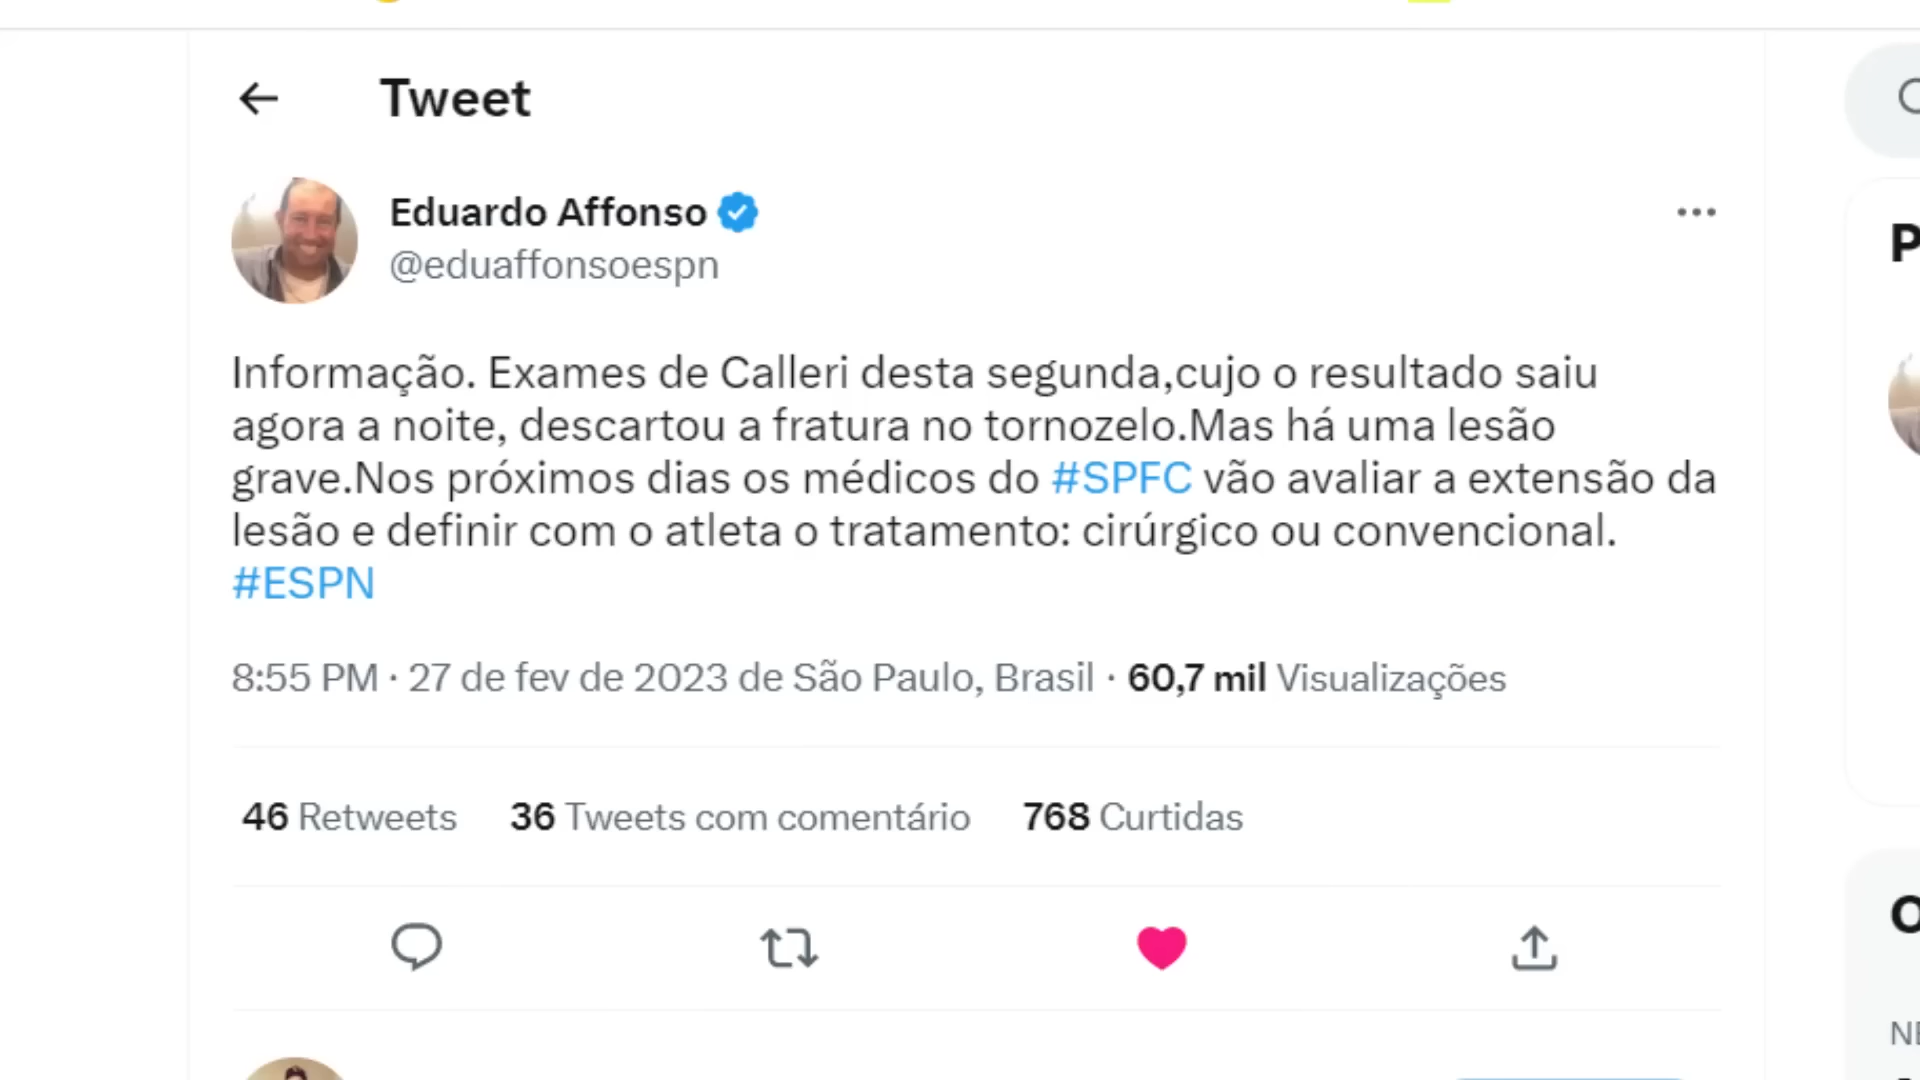 Tweet
Eduardo Affonso
@eduaffonsoespn
Informação. Exames de Calleri desta segunda,cujo o resultado saiu
agora a noite, descartou a fratura no tornozelo.Mas há uma lesão
grave.Nos próximos dias os médicos do #SPFC vão avaliar a extensão da
lesão e definir com o atleta o tratamento: cirúrgico ou convencional.
#ESPN
8:55 PM · 27 de fev de 2023 de São Paulo, Brasil · 60,7 mil Visualizações
46 Retweets 36 Tweets com comentário 768 Curtidas